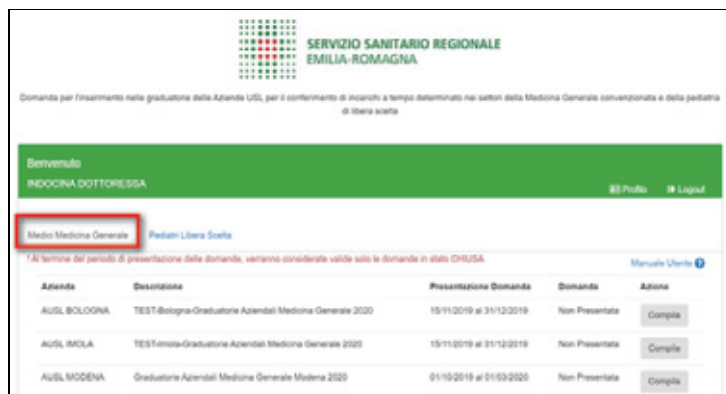 SERVIZIO SANITARIO REGIONALE
EMILIA-ROMAGNA
Domanda per l'inserimento nelle graduatorie delle Aziende USL per il conferimento di incarichi a tempo determinato nei settori della Medicina Generale convenzionata e della pediatria
di libera scelta
Benvenuto
INDOCINA DOTTORESSA
Profilo Logout
Medici Medicina Generale Pediatri Libera Scelta
* Al termine del periodo di presentazione delle domande, verranno considerate valide solo le domande in stato CHIUSA
Manuale Utente ?
Azienda Descrizione Presentazione Domanda Domanda Azione
AUSL BOLOGNA TEST-Bologna-Graduatorie Aziendali Medicina Generale 2020 15/11/2019 al 31/12/2019 Non Presentata Compila
AUSL IMOLA TEST-Imola-Graduatorie Aziendali Medicina Generale 2020 15/11/2019 al 31/12/2019 Non Presentata Compila
AUSL MODENA Graduatorie Aziendali Medicina Generale Modena 2020 01/10/2019 al 01/03/2020 Non Presentata Compila